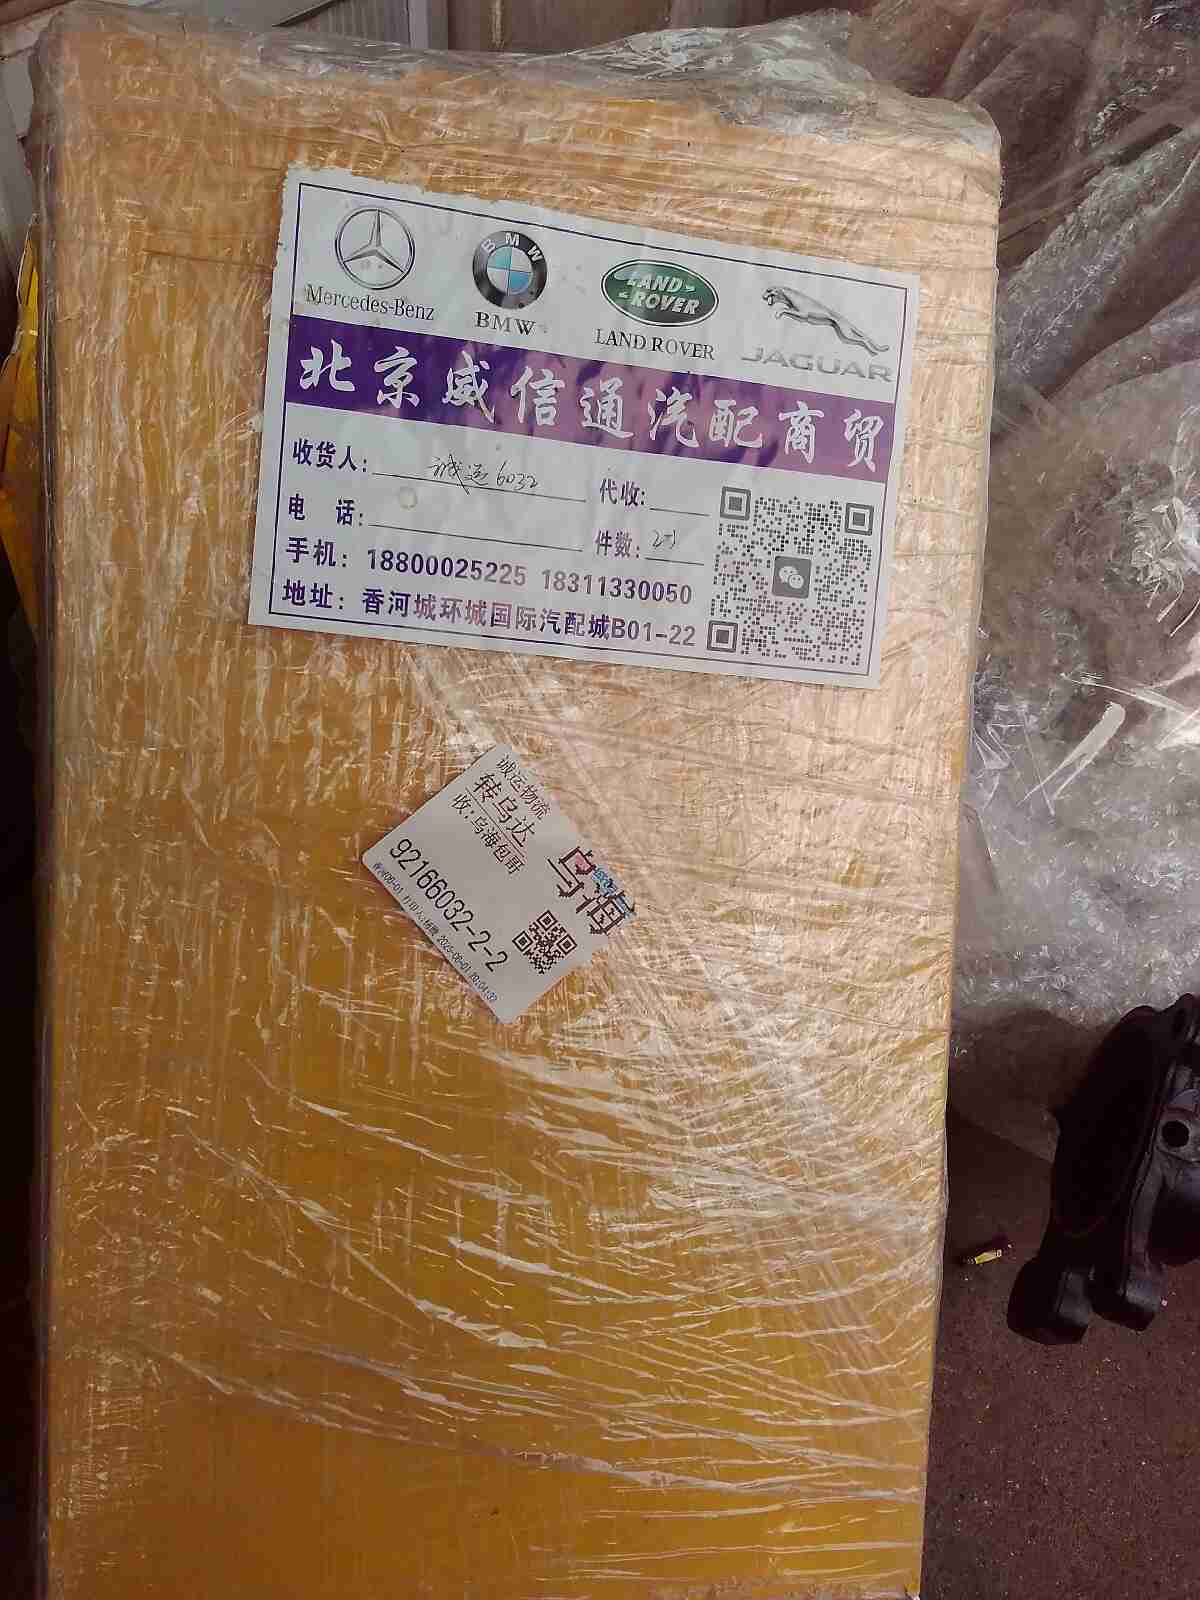 Mercedes-Benz
BMW
BMW
LAND ROVER
LAND ROVER
JAGUAR
北京威信通汽配商贸
收货人: 诚运6032 代收:
电 话: 件数:
手机: 18800025225 18311330050
地址: 香河城环城国际汽配城B01-22
诚运物流
转乌达
收:乌海包哥
乌海
92166032-2-2